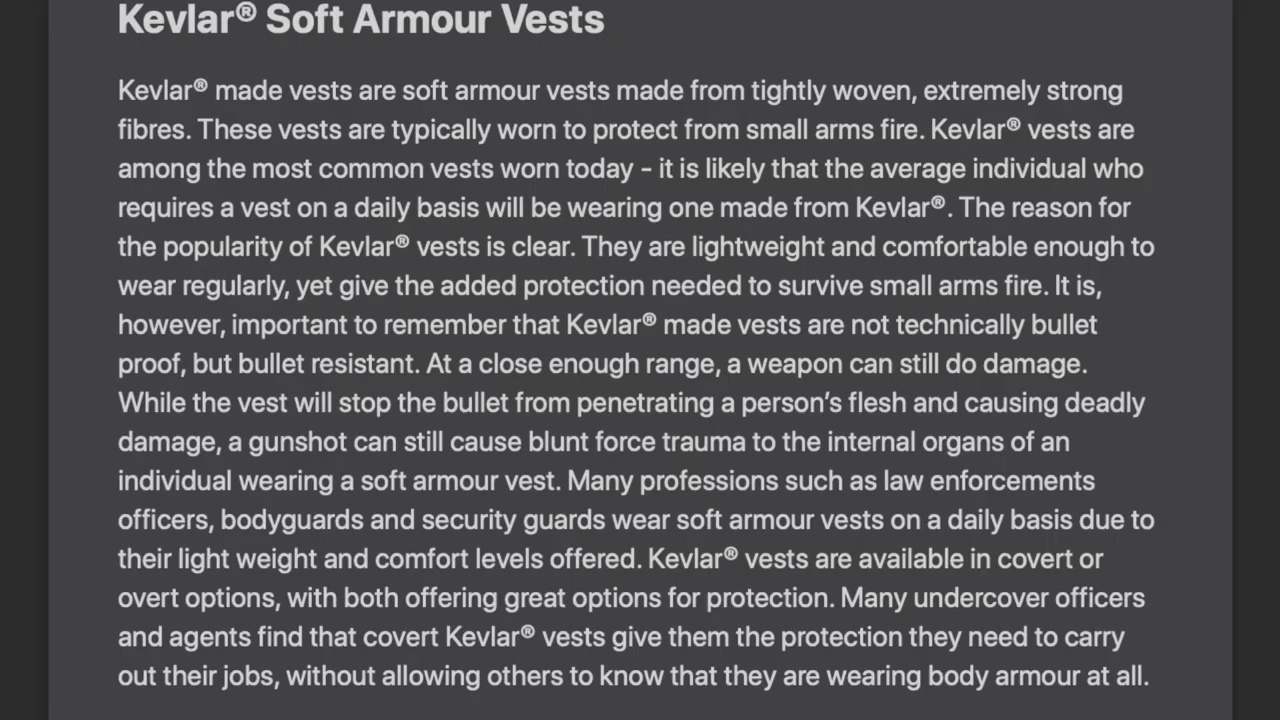 Kevlar® Soft Armour Vests
Kevlar® made vests are soft armour vests made from tightly woven, extremely strong
fibres. These vests are typically worn to protect from small arms fire. Kevlar® vests are
among the most common vests worn today - it is likely that the average individual who
requires a vest on a daily basis will be wearing one made from Kevlar®. The reason for
the popularity of Kevlar® vests is clear. They are lightweight and comfortable enough to
wear regularly, yet give the added protection needed to survive small arms fire. It is,
however, important to remember that Kevlar® made vests are not technically bullet
proof, but bullet resistant. At a close enough range, a weapon can still do damage.
While the vest will stop the bullet from penetrating a person’s flesh and causing deadly
damage, a gunshot can still cause blunt force trauma to the internal organs of an
individual wearing a soft armour vest. Many professions such as law enforcements
officers, bodyguards and security guards wear soft armour vests on a daily basis due to
their light weight and comfort levels offered. Kevlar® vests are available in covert or
overt options, with both offering great options for protection. Many undercover officers
and agents find that covert Kevlar® vests give them the protection they need to carry
out their jobs, without allowing others to know that they are wearing body armour at all.